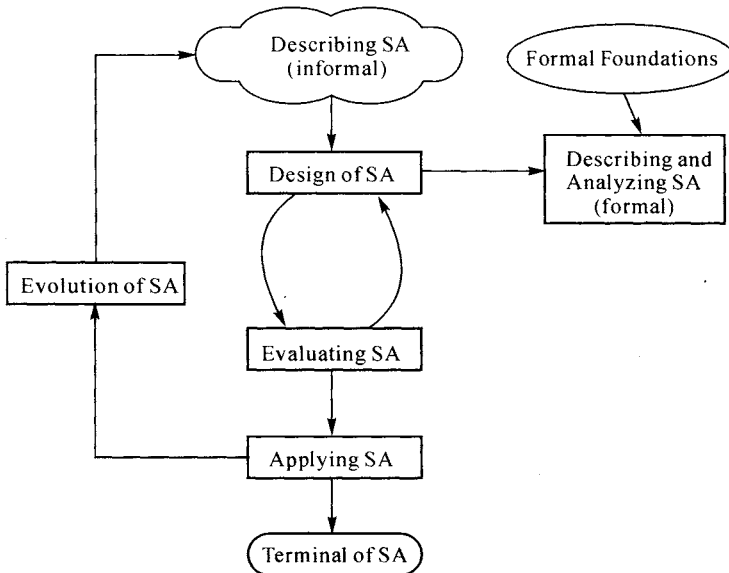 Describing SA
(informal)
Formal Foundations
Design of SA
Describing and
Analyzing SA
(formal)
Evolution of SA
Evaluating SA
Applying SA
Terminal of SA